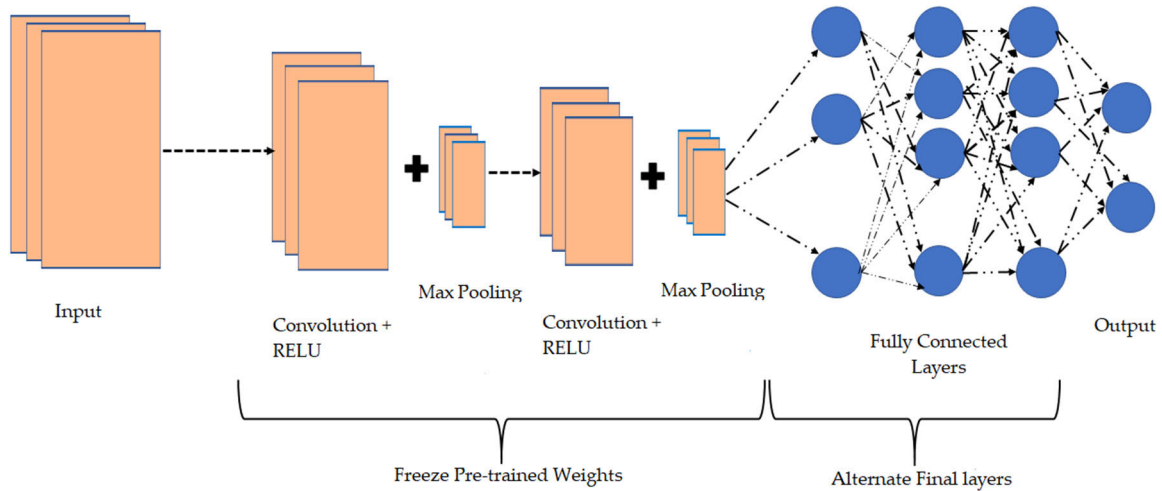 Input
Convolution +
RELU
Max Pooling
Convolution +
RELU
Max Pooling
Fully Connected
Layers
Output
Freeze Pre-trained Weights
Alternate Final layers